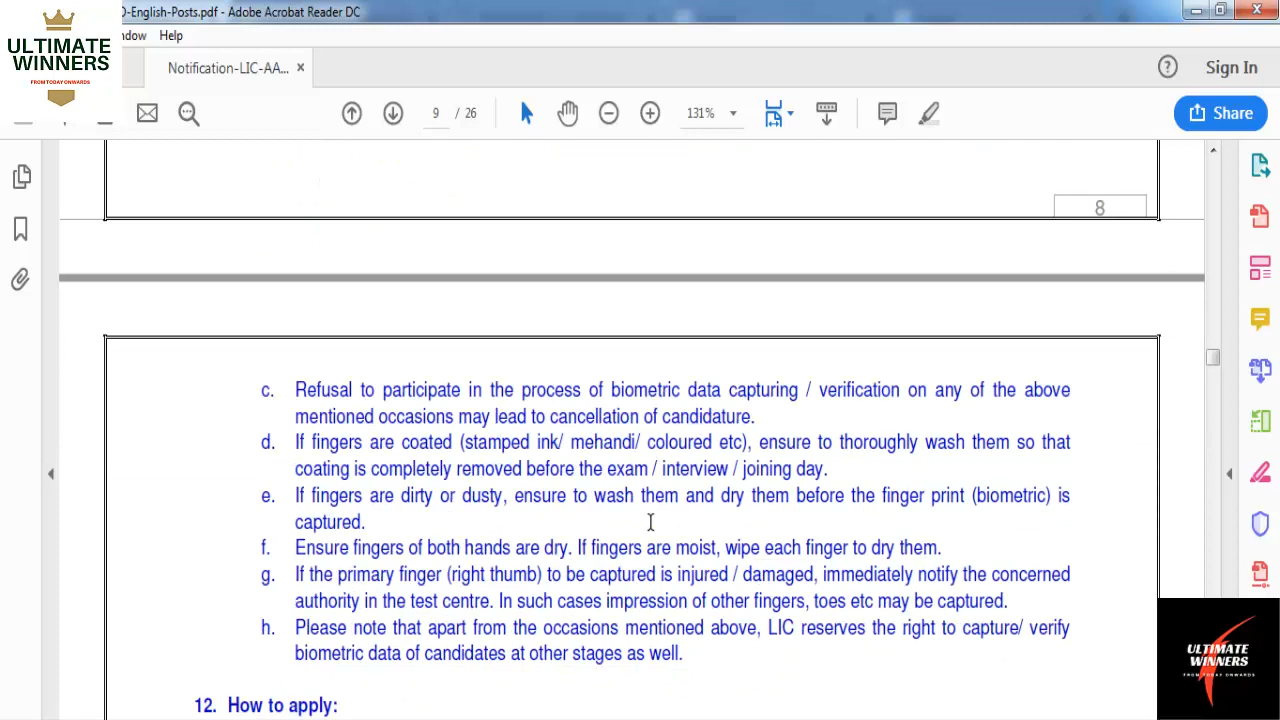 D-English-Posts.pdf - Adobe Acrobat Reader DC
ULTIMATE
WINNERS
FROM TODAY ONWARDS
ndow Help
Notification-LIC-AA... ×
Sign In
9 / 26
131%
Share
8
c. Refusal to participate in the process of biometric data capturing / verification on any of the above
mentioned occasions may lead to cancellation of candidature.
d. If fingers are coated (stamped ink/ mehandi/ coloured etc), ensure to thoroughly wash them so that
coating is completely removed before the exam / interview / joining day.
e. If fingers are dirty or dusty, ensure to wash them and dry them before the finger print (biometric) is
captured.
f. Ensure fingers of both hands are dry. If fingers are moist, wipe each finger to dry them.
g. If the primary finger (right thumb) to be captured is injured / damaged, immediately notify the concerned
authority in the test centre. In such cases impression of other fingers, toes etc may be captured.
h. Please note that apart from the occasions mentioned above, LIC reserves the right to capture/ verify
biometric data of candidates at other stages as well.
12. How to apply:
ULTIMATE
WINNERS
FROM TODAY ONWARDS